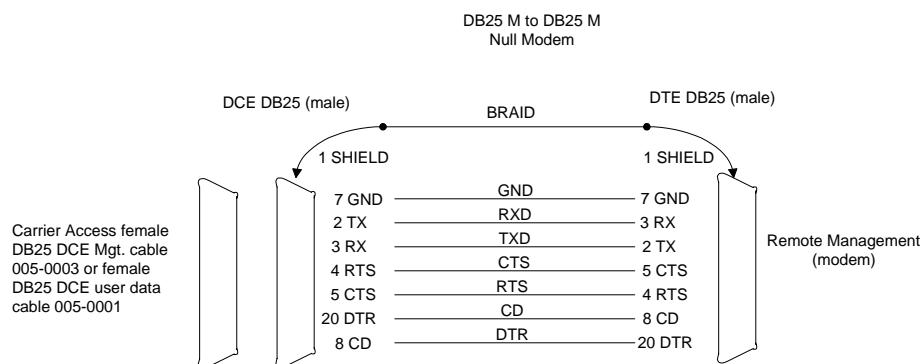 DB25 M to DB25 M
Null Modem
DCE DB25 (male)
BRAID
DTE DB25 (male)
1 SHIELD
1 SHIELD
7 GND GND 7 GND
2 TX RXD 3 RX
3 RX TXD 2 TX
4 RTS CTS 5 CTS
5 CTS RTS 4 RTS
20 DTR CD 8 CD
8 CD DTR 20 DTR
Carrier Access female
DB25 DCE Mgt. cable
005-0003 or female
DB25 DCE user data
cable 005-0001
Remote Management
(modem)